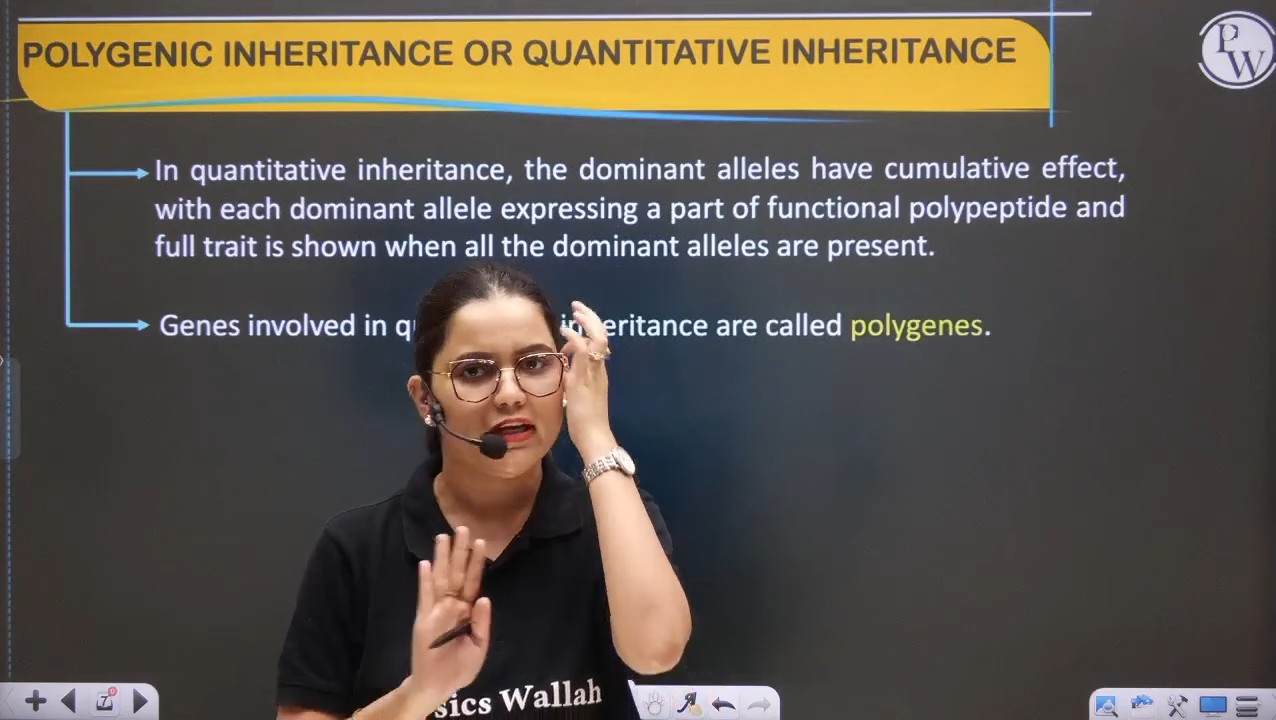 POLYGENIC INHERITANCE OR QUANTITATIVE INHERITANCE
PW
In quantitative inheritance, the dominant alleles have cumulative effect,
with each dominant allele expressing a part of functional polypeptide and
full trait is shown when all the dominant alleles are present.
Genes involved in q eritance are called polygenes.
sics Wallah
7